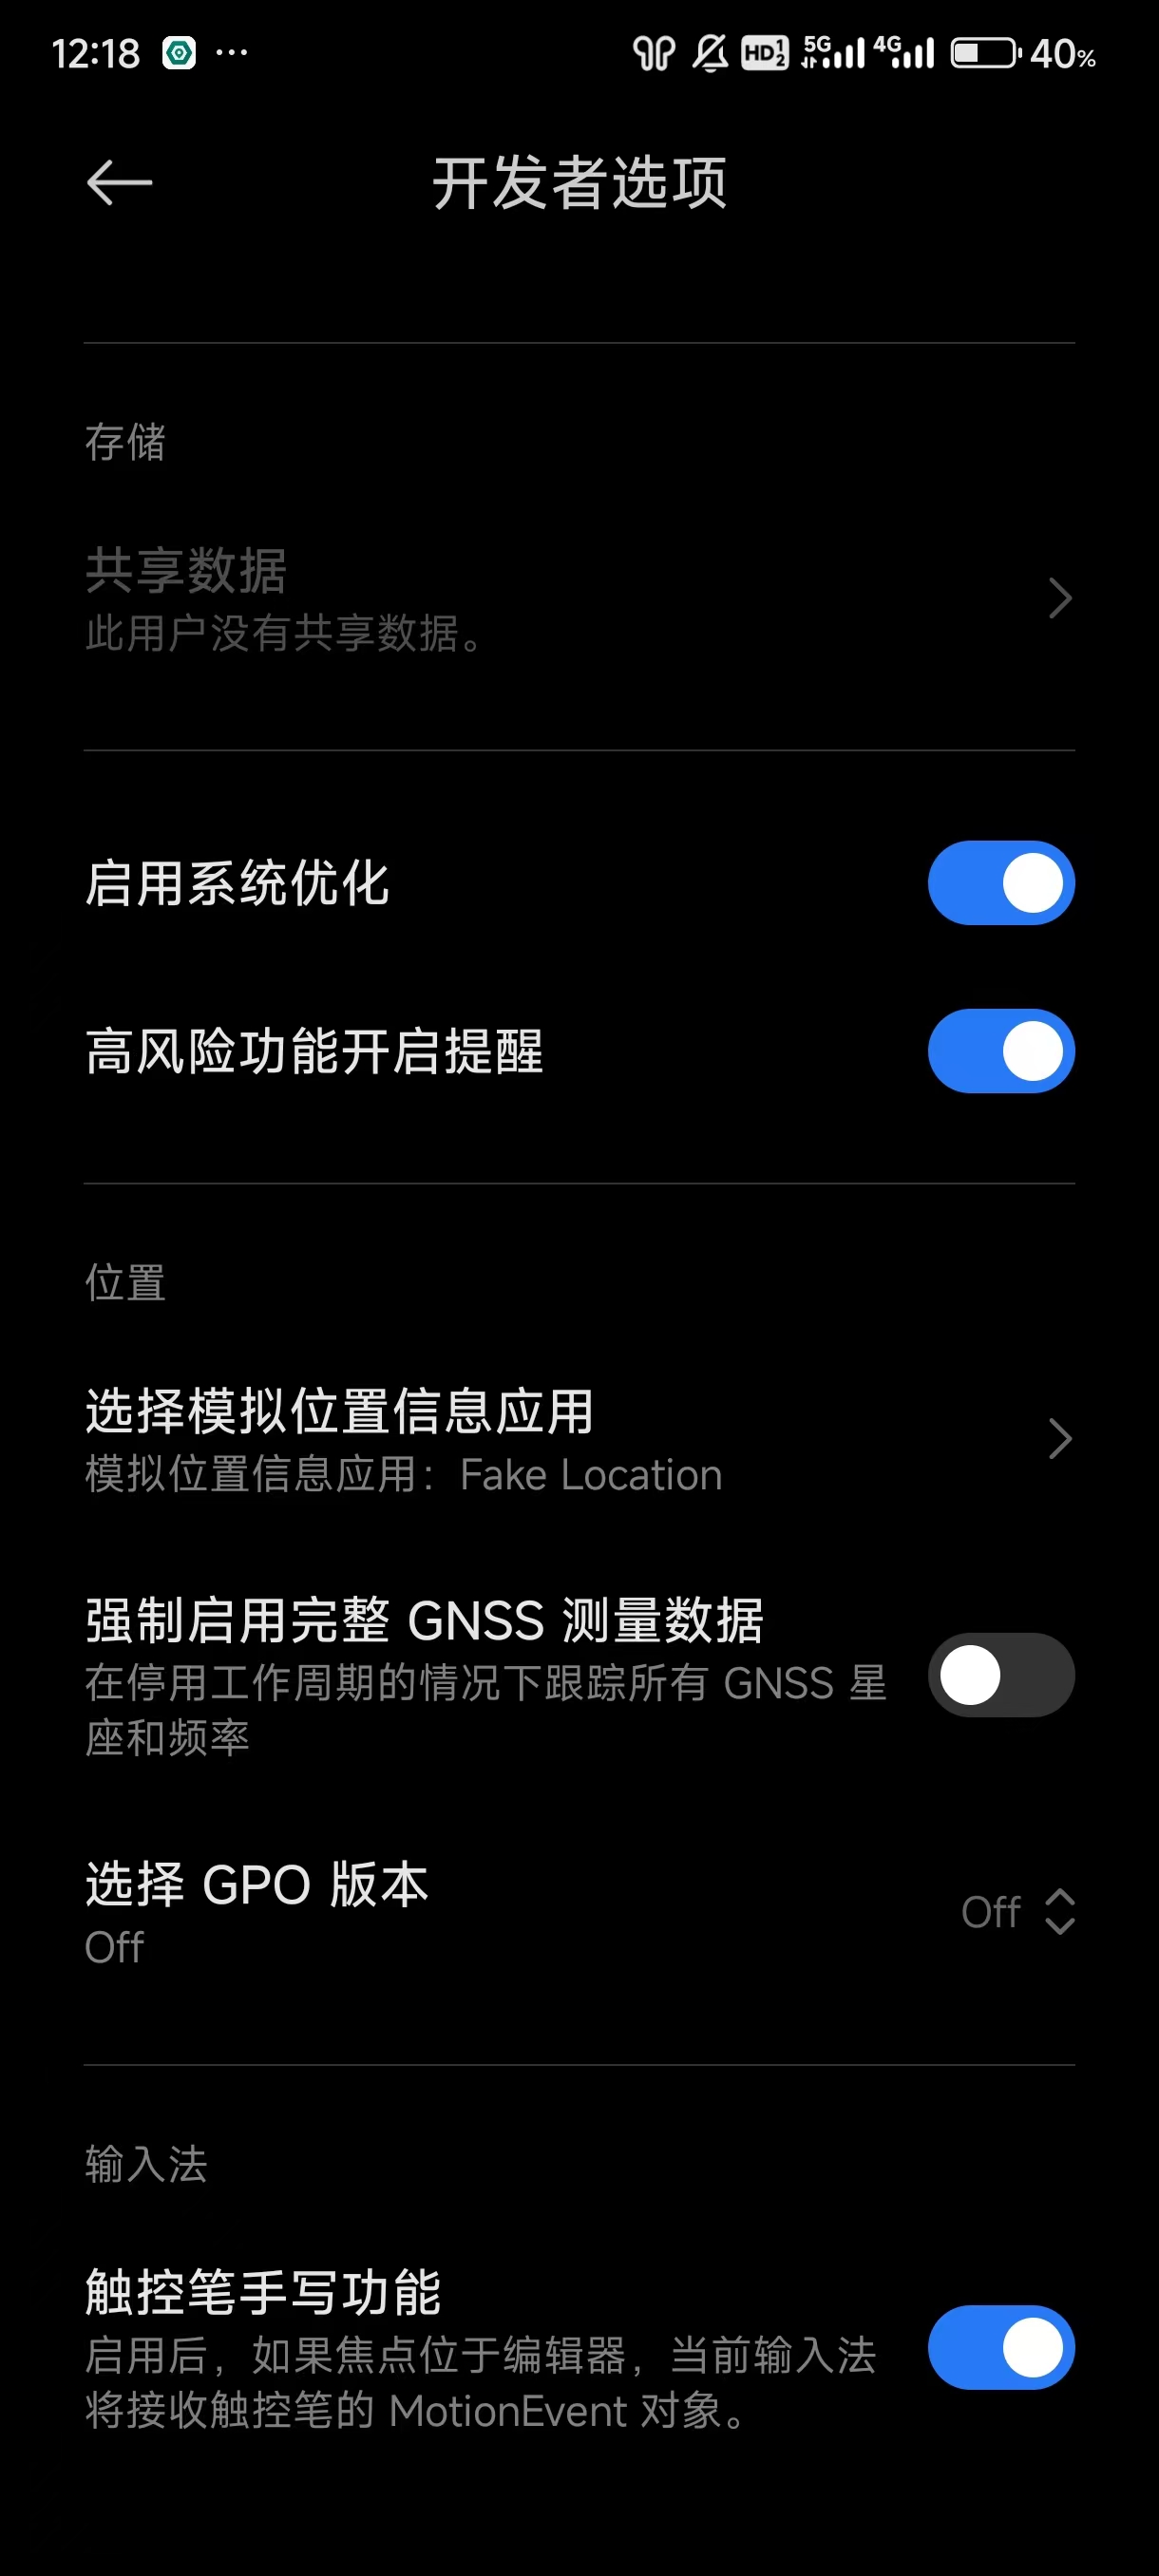 12:18 ... HD 1 2 5G 4G 40%
开发者选项
存储
共享数据
此用户没有共享数据。
启用系统优化
高风险功能开启提醒
位置
选择模拟位置信息应用
模拟位置信息应用：Fake Location
强制启用完整 GNSS 测量数据
在停用工作周期的情况下跟踪所有 GNSS 星
座和频率
选择 GPO 版本
Off
Off
输入法
触控笔手写功能
启用后，如果焦点位于编辑器，当前输入法
将接收触控笔的 MotionEvent 对象。